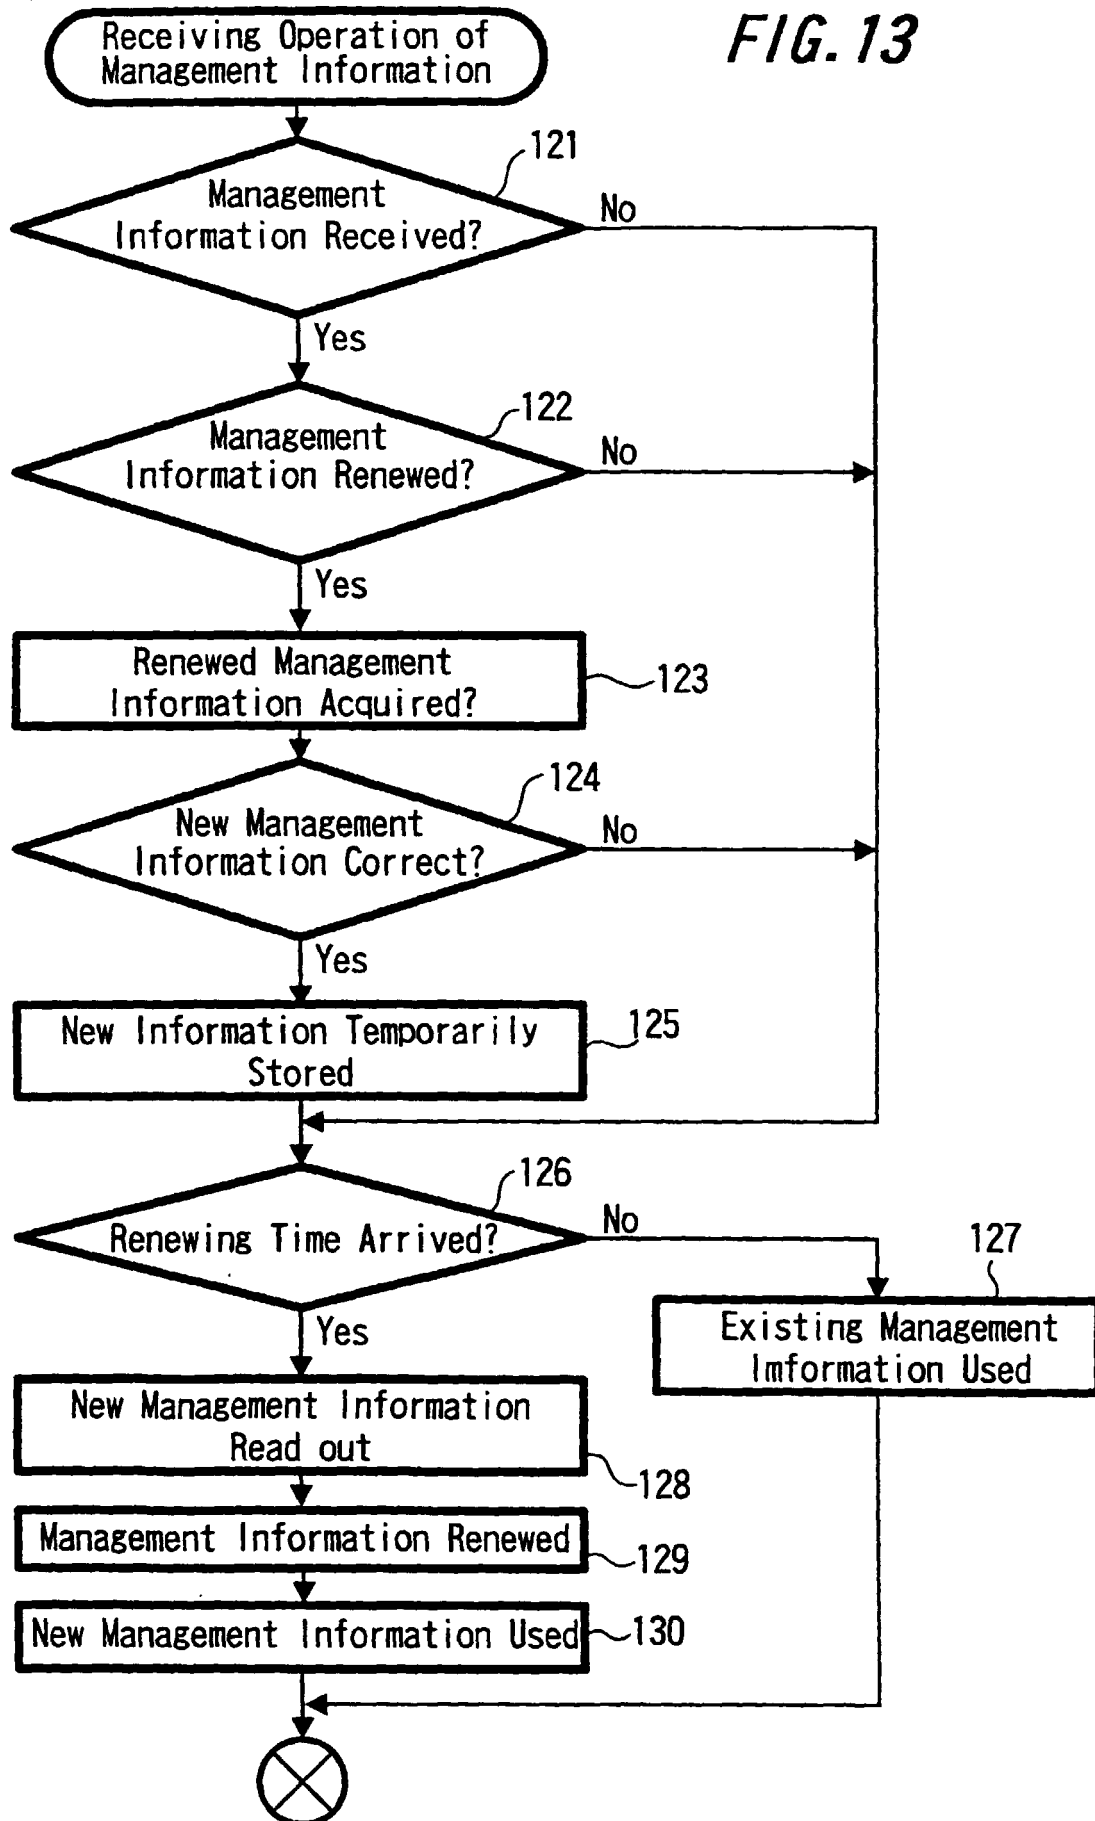 FIG.13
Receiving Operation of
Management Information
121
Management
Information Received?
No
Yes
122
Management
Information Renewed?
No
Yes
Renewed Management
Information Acquired?
123
124
New Management
Information Correct?
No
Yes
New Information Temporarily
Stored
125
126
Renewing Time Arrived?
No
127
Existing Management
Imformation Used
Yes
New Management Information
Read out
128
Management Information Renewed
129
New Management Information Used
130